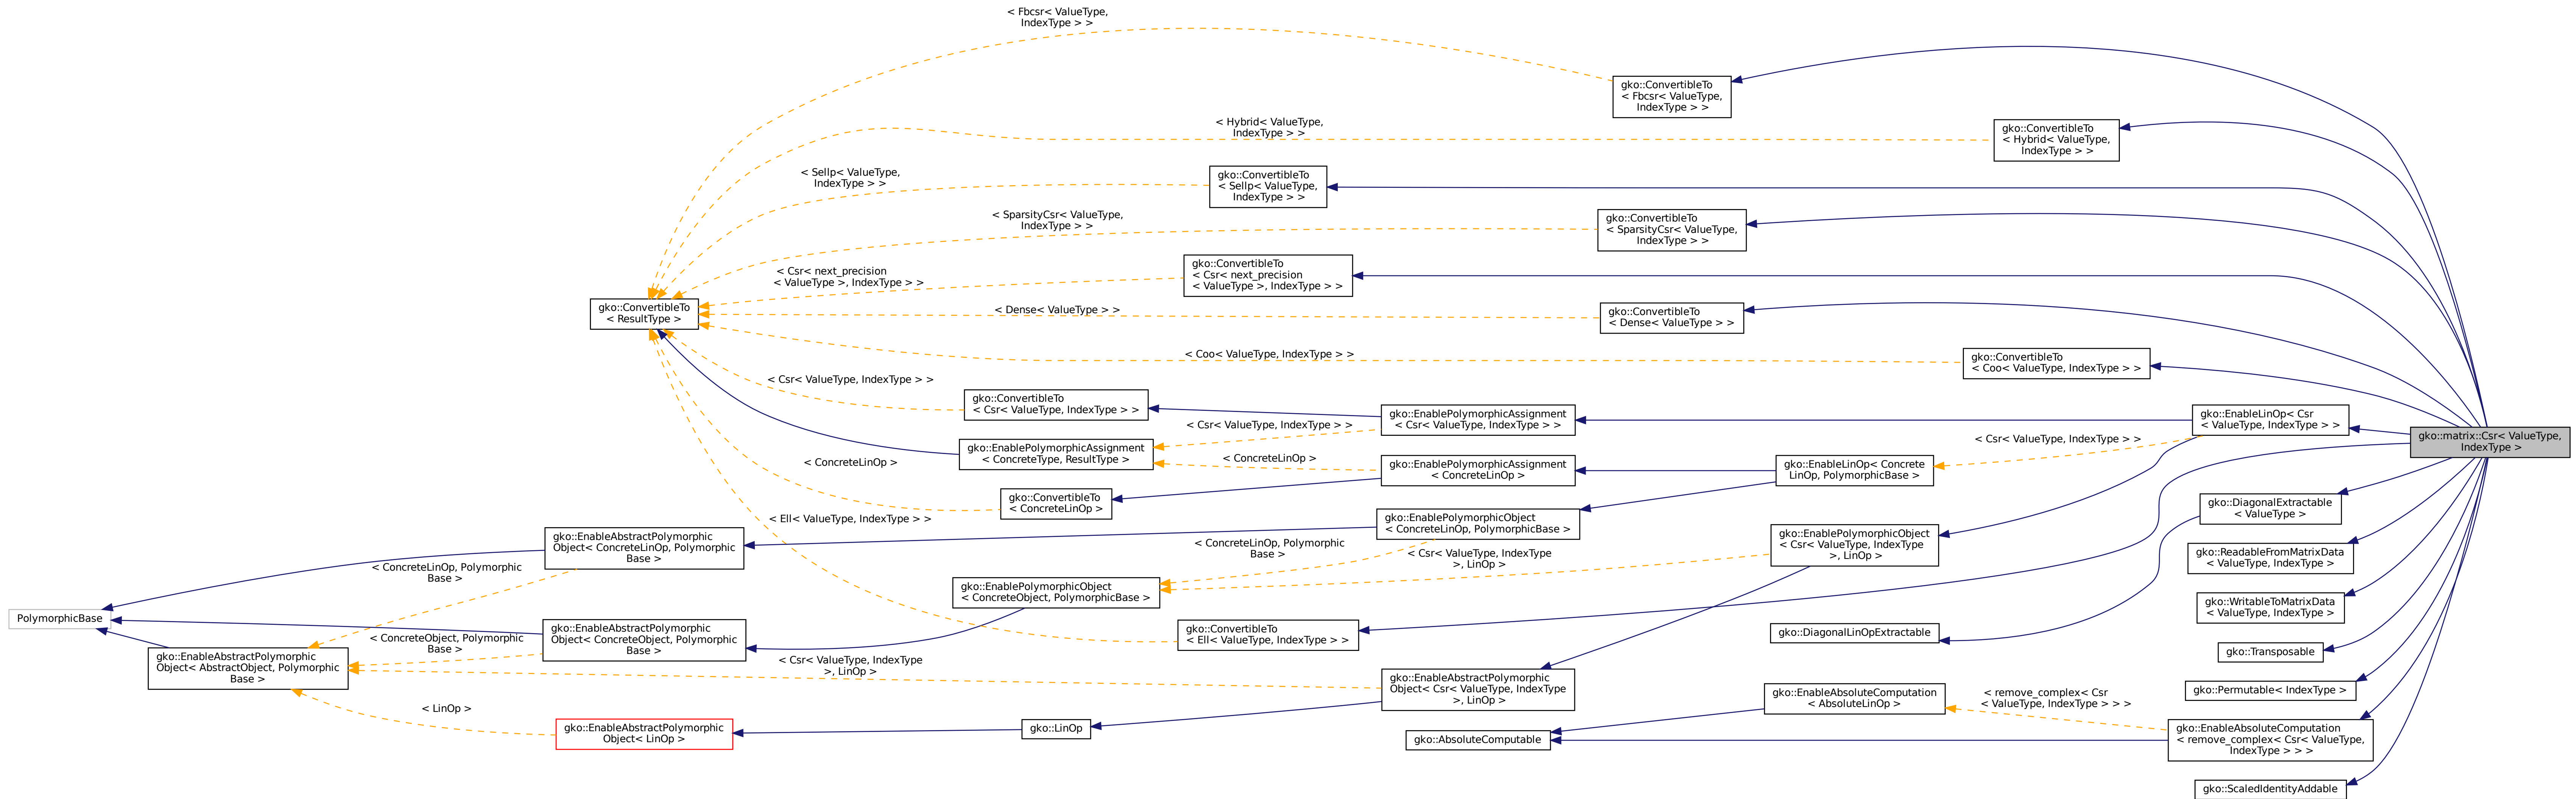 < Fbcsr< ValueType,
IndexType > >
gko::ConvertibleTo
< Fbcsr< ValueType,
IndexType > >
< Hybrid< ValueType,
IndexType > >
gko::ConvertibleTo
< Hybrid< ValueType,
IndexType > >
< Sellp< ValueType,
IndexType > >
gko::ConvertibleTo
< Sellp< ValueType,
IndexType > >
< SparsityCsr< ValueType,
IndexType > >
gko::ConvertibleTo
< SparsityCsr< ValueType,
IndexType > >
< Csr< next_precision
< ValueType >, IndexType > >
gko::ConvertibleTo
< Csr< next_precision
< ValueType >, IndexType > >
gko::ConvertibleTo
< ResultType >
< Dense< ValueType > >
gko::ConvertibleTo
< Dense< ValueType > >
< Coo< ValueType, IndexType > >
gko::ConvertibleTo
< Coo< ValueType, IndexType > >
< Csr< ValueType, IndexType > >
gko::ConvertibleTo
< Csr< ValueType, IndexType > >
gko::EnablePolymorphicAssignment
< Csr< ValueType, IndexType > >
gko::EnableLinOp< Csr
< ValueType, IndexType > >
gko::matrix::Csr< ValueType,
IndexType >
< Csr< ValueType, IndexType > >
< Csr< ValueType, IndexType > >
gko::EnablePolymorphicAssignment
< ConcreteType, ResultType >
< ConcreteLinOp >
< ConcreteLinOp >
gko::EnablePolymorphicAssignment
< ConcreteLinOp >
gko::EnableLinOp< Concrete
LinOp, PolymorphicBase >
gko::ConvertibleTo
< ConcreteLinOp >
gko::DiagonalExtractable
< ValueType >
< Ell< ValueType, IndexType > >
gko::EnablePolymorphicObject
< ConcreteLinOp, PolymorphicBase >
gko::EnableAbstractPolymorphic
Object< ConcreteLinOp, Polymorphic
Base >
gko::EnablePolymorphicObject
< Csr< ValueType, IndexType
>, LinOp >
< ConcreteLinOp, Polymorphic
Base >
< Csr< ValueType, IndexType
>, LinOp >
gko::ReadableFromMatrixData
< ValueType, IndexType >
< ConcreteLinOp, Polymorphic
Base >
gko::EnablePolymorphicObject
< ConcreteObject, PolymorphicBase >
gko::WritableToMatrixData
< ValueType, IndexType >
PolymorphicBase
gko::EnableAbstractPolymorphic
Object< ConcreteObject, Polymorphic
Base >
gko::ConvertibleTo
< Ell< ValueType, IndexType > >
gko::DiagonalLinOpExtractable
< ConcreteObject, Polymorphic
Base >
gko::EnableAbstractPolymorphic
Object< AbstractObject, Polymorphic
Base >
< Csr< ValueType, IndexType
>, LinOp >
gko::Transposable
gko::EnableAbstractPolymorphic
Object< Csr< ValueType, IndexType
>, LinOp >
gko::Permutable< IndexType >
gko::EnableAbsoluteComputation
< AbsoluteLinOp >
< remove_complex< Csr
< ValueType, IndexType > > >
< LinOp >
gko::EnableAbstractPolymorphic
Object< LinOp >
gko::LinOp
gko::AbsoluteComputable
gko::EnableAbsoluteComputation
< remove_complex< Csr< ValueType,
IndexType > > >
gko::ScaledIdentityAddable